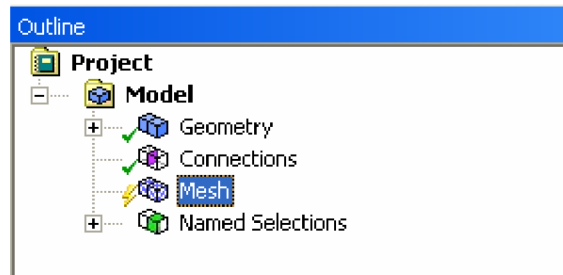 Outline
Project
Model
Geometry
Connections
Mesh
Named Selections